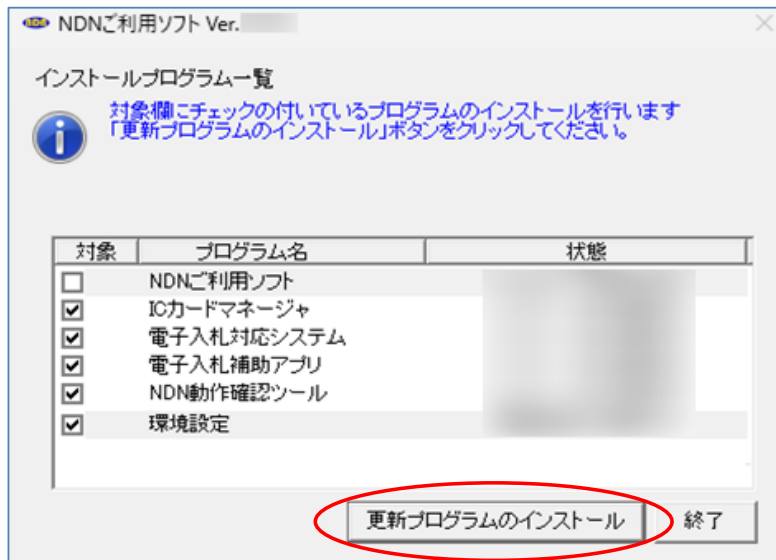 NDNご利用ソフト Ver.
インストールプログラム一覧
対象欄にチェックの付いているプログラムのインストールを行います
「更新プログラムのインストール」ボタンをクリックしてください。
対象 プログラム名 状態
NDNご利用ソフト
ICカードマネージャ
電子入札対応システム
電子入札補助アプリ
NDN動作確認ツール
環境設定
更新プログラムのインストール 終了